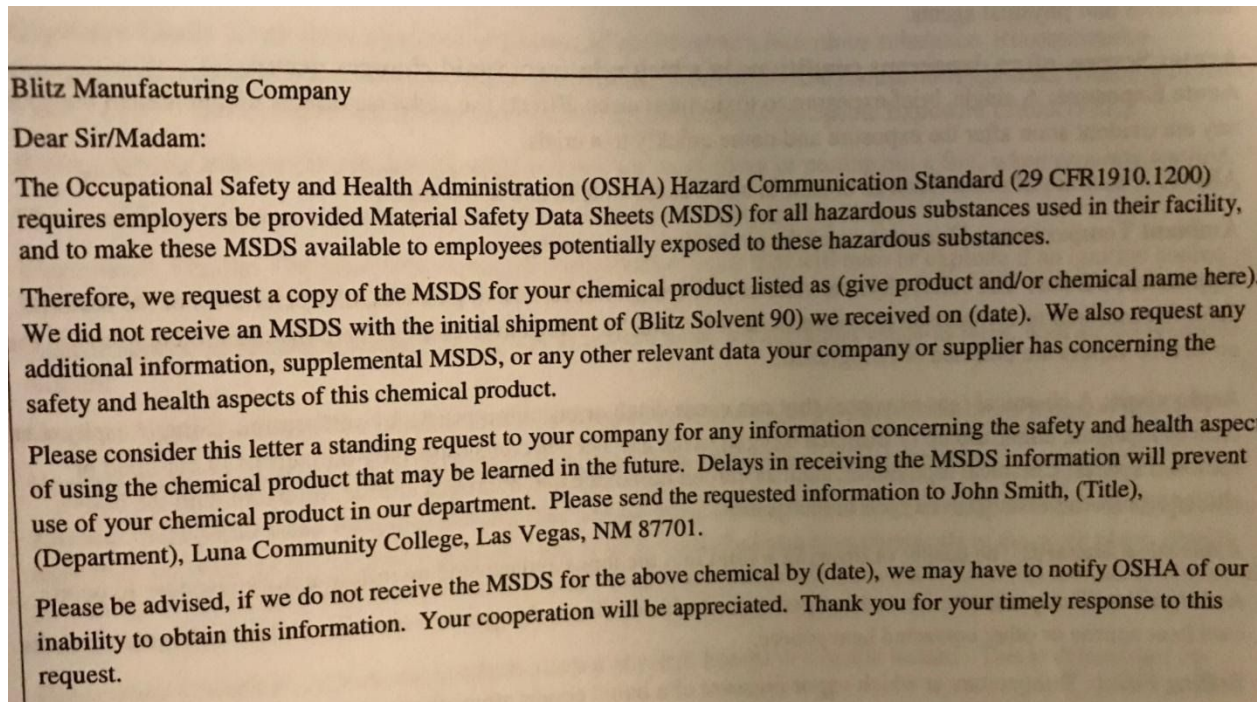 Blitz Manufacturing Company
Dear Sir/Madam:
The Occupational Safety and Health Administration (OSHA) Hazard Communication Standard (29 CFR1910.1200)
requires employers be provided Material Safety Data Sheets (MSDS) for all hazardous substances used in their facility,
and to make these MSDS available to employees potentially exposed to these hazardous substances.
Therefore, we request a copy of the MSDS for your chemical product listed as (give product and/or chemical name here).
We did not receive an MSDS with the initial shipment of (Blitz Solvent 90) we received on (date). We also request any
additional information, supplemental MSDS, or any other relevant data your company or supplier has concerning the
safety and health aspects of this chemical product.
Please consider this letter a standing request to your company for any information concerning the safety and health aspec
of using the chemical product that may be learned in the future. Delays in receiving the MSDS information will prevent
use of your chemical product in our department. Please send the requested information to John Smith, (Title),
(Department), Luna Community College, Las Vegas, NM 87701.
Please be advised, if we do not receive the MSDS for the above chemical by (date), we may have to notify OSHA of our
inability to obtain this information. Your cooperation will be appreciated. Thank you for your timely response to this
request.